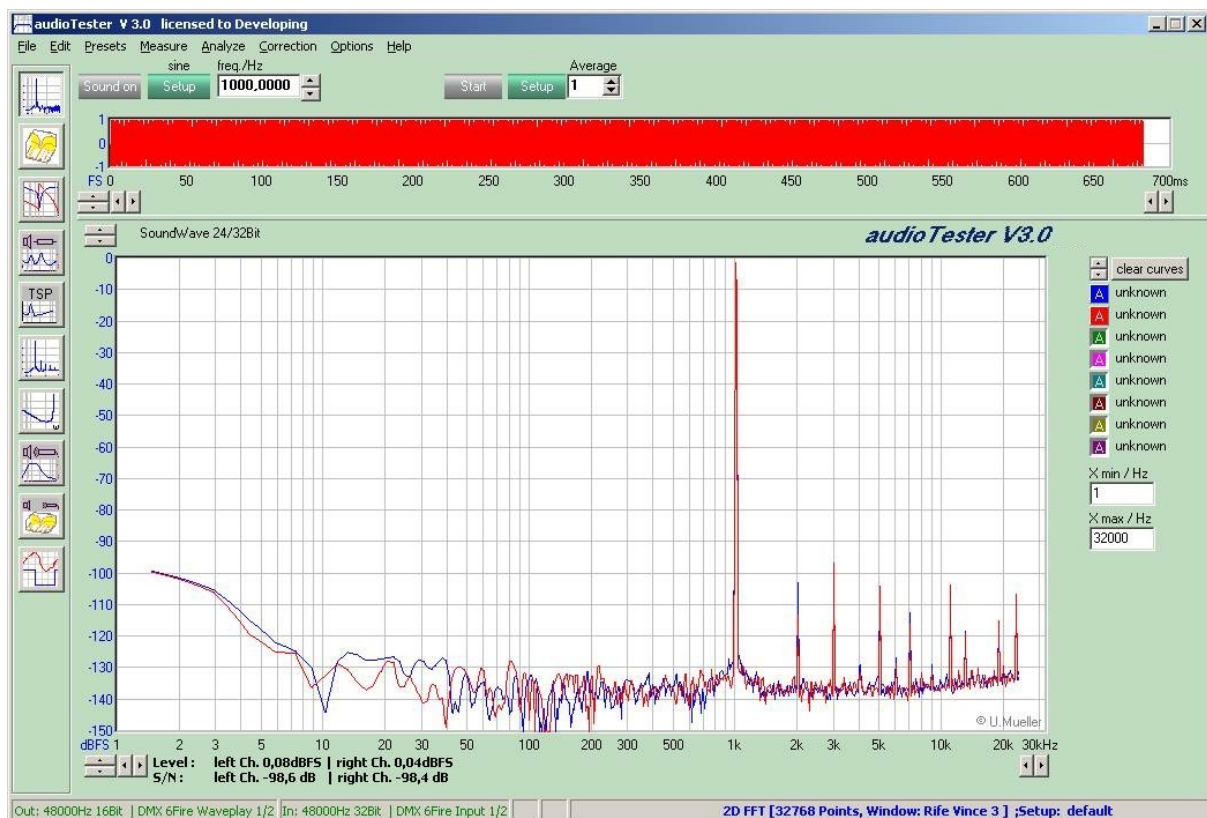 audioTester V 3.0 licensed to Developing
File Edit Presets Measure Analyze Correction Options Help
sine freq./Hz Average
Sound on Setup 1000,0000 Start Setup 1
1
0
-1
FS 0 50 100 150 200 250 300 350 400 450 500 550 600 650 700ms
SoundWave 24/32Bit audioTester V3.0
TSP
0
-10
-20
-30
-40
-50
-60
-70
-80
-90
-100
-110
-120
-130
-140
-150
dBFS 1 2 3 5 10 20 30 50 100 200 300 500 1k 2k 3k 5k 10k 20k 30kHz
© U.Mueller
clear curves
A unknown
A unknown
A unknown
A unknown
A unknown
A unknown
A unknown
A unknown
X min / Hz
1
X max / Hz
32000
Level : left Ch. 0,08dBFS | right Ch. 0,04dBFS
S/N : left Ch. -98,6 dB | right Ch. -98,4 dB
Out: 48000Hz 16Bit | DMX 6Fire Waveplay 1/2 In: 48000Hz 32Bit | DMX 6Fire Input 1/2 2D FFT [32768 Points, Window: Rife Vince 3 ] ;Setup: default